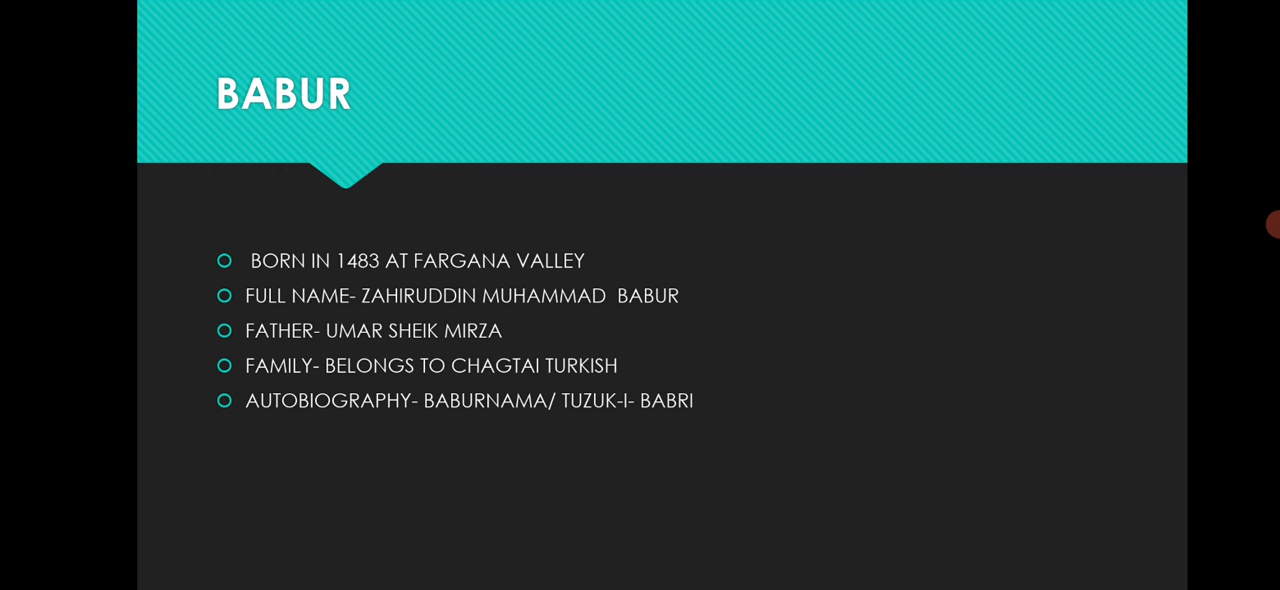 BABUR
BORN IN 1483 AT FARGANA VALLEY
FULL NAME- ZAHIRUDDIN MUHAMMAD BABUR
FATHER- UMAR SHEIK MIRZA
FAMILY- BELONGS TO CHAGTAI TURKISH
AUTOBIOGRAPHY- BABURNAMA/ TUZUK-I- BABRI